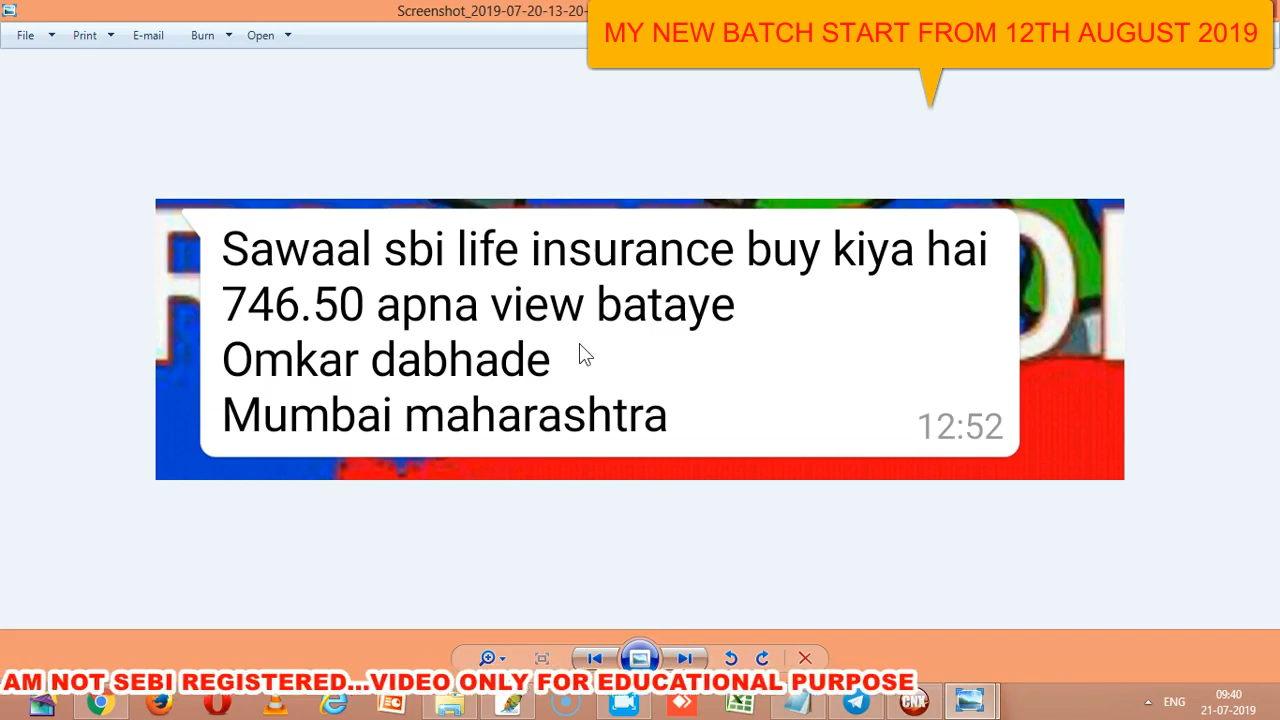 Screenshot_2019-07-20-13-20-
MY NEW BATCH START FROM 12TH AUGUST 2019
File Print E-mail Burn Open
Sawaal sbi life insurance buy kiya hai
746.50 apna view bataye
Omkar dabhade
Mumbai maharashtra
12:52
AM NOT SEBI REGISTERED...VIDEO ONLY FOR EDUCATIONAL PURPOSE
CNX
ENG
09:40
21-07-2019